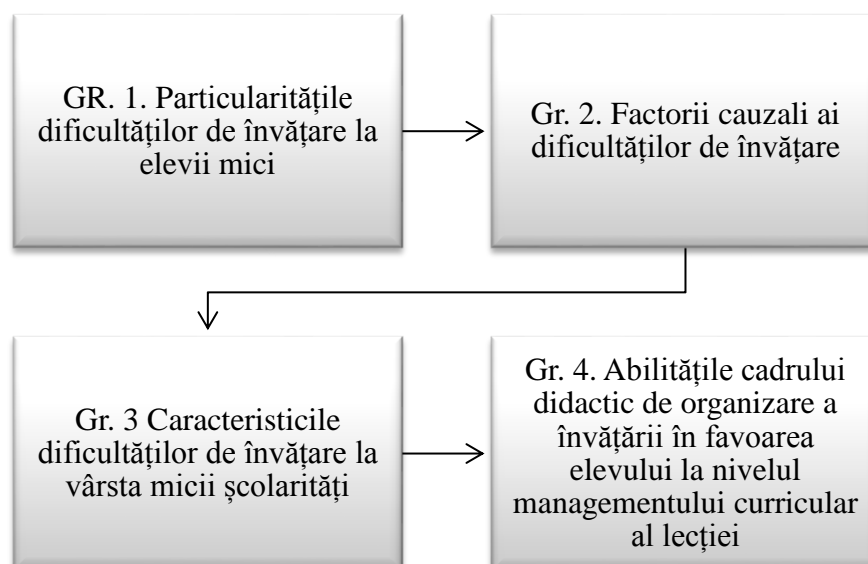 GR. 1. Particularitățile
dificultăților de învățare la
elevii mici
Gr. 2. Factorii cauzali ai
dificultăților de învățare
Gr. 3 Caracteristicile
dificultăților de învățare la
vârsta micii școlarități
Gr. 4. Abilitățile cadrului
didactic de organizare a
învățării în favoarea
elevului la nivelul
managementului curricular
al lecției